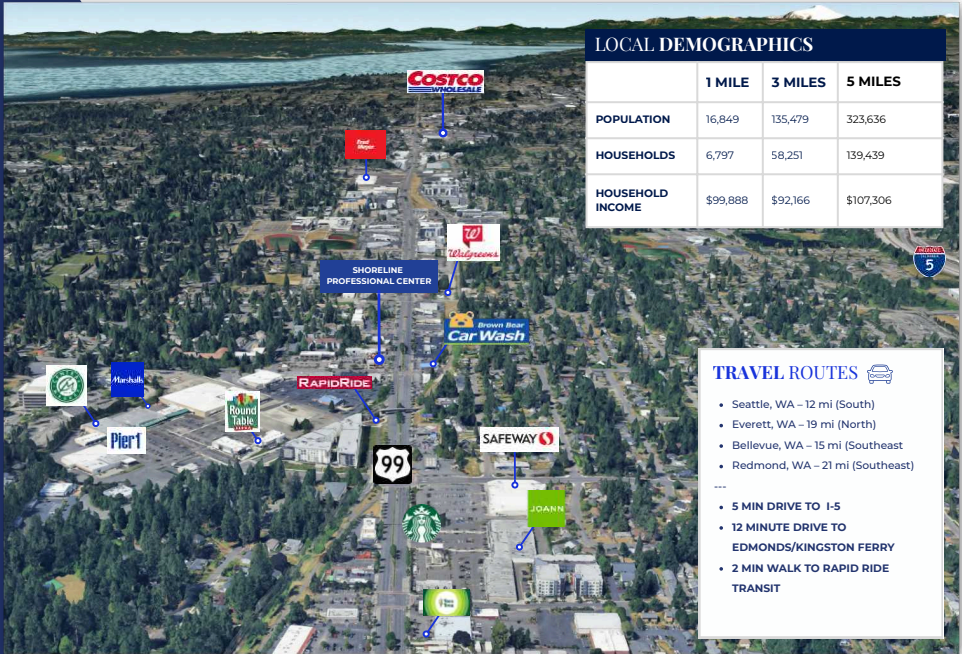 LOCAL DEMOGRAPHICS
1 MILE 3 MILES 5 MILES
POPULATION 16,849 135,479 323,636
HOUSEHOLDS 6,797 58,251 139,439
HOUSEHOLD
INCOME $99,888 $92,166 $107,306
COSTCO
WHOLESALE
Fred
Meyer
W
Walgreens
SHORELINE
PROFESSIONAL CENTER
INTERSTATE
5
Brown Bear
Car Wash
Marshalls
RAPIDRIDE
Round
Table
PIZZA
Pier1
SAFEWAY
99
JOANN
TRAVEL ROUTES
• Seattle, WA – 12 mi (South)
• Everett, WA – 19 mi (North)
• Bellevue, WA – 15 mi (Southeast
• Redmond, WA – 21 mi (Southeast)
---
• 5 MIN DRIVE TO I-5
• 12 MINUTE DRIVE TO
EDMONDS/KINGSTON FERRY
• 2 MIN WALK TO RAPID RIDE
TRANSIT